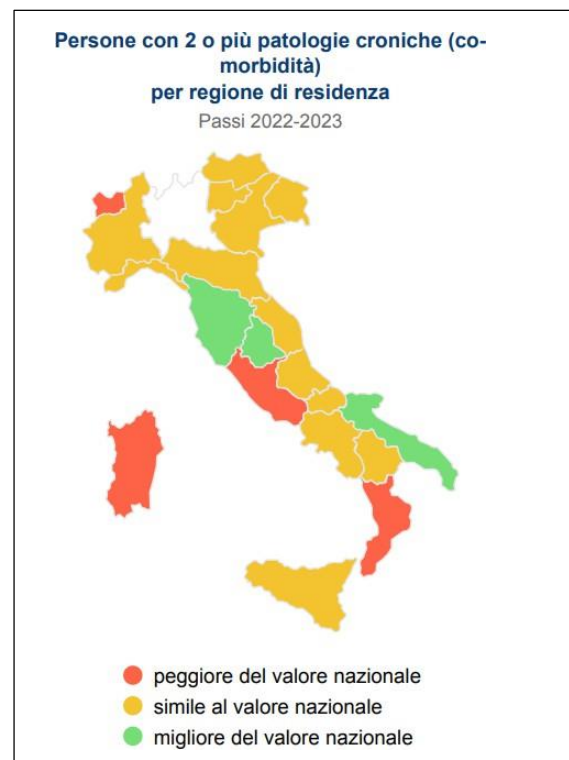 Persone con 2 o più patologie croniche (co-
morbidità)
per regione di residenza
Passi 2022-2023
peggiore del valore nazionale
simile al valore nazionale
migliore del valore nazionale